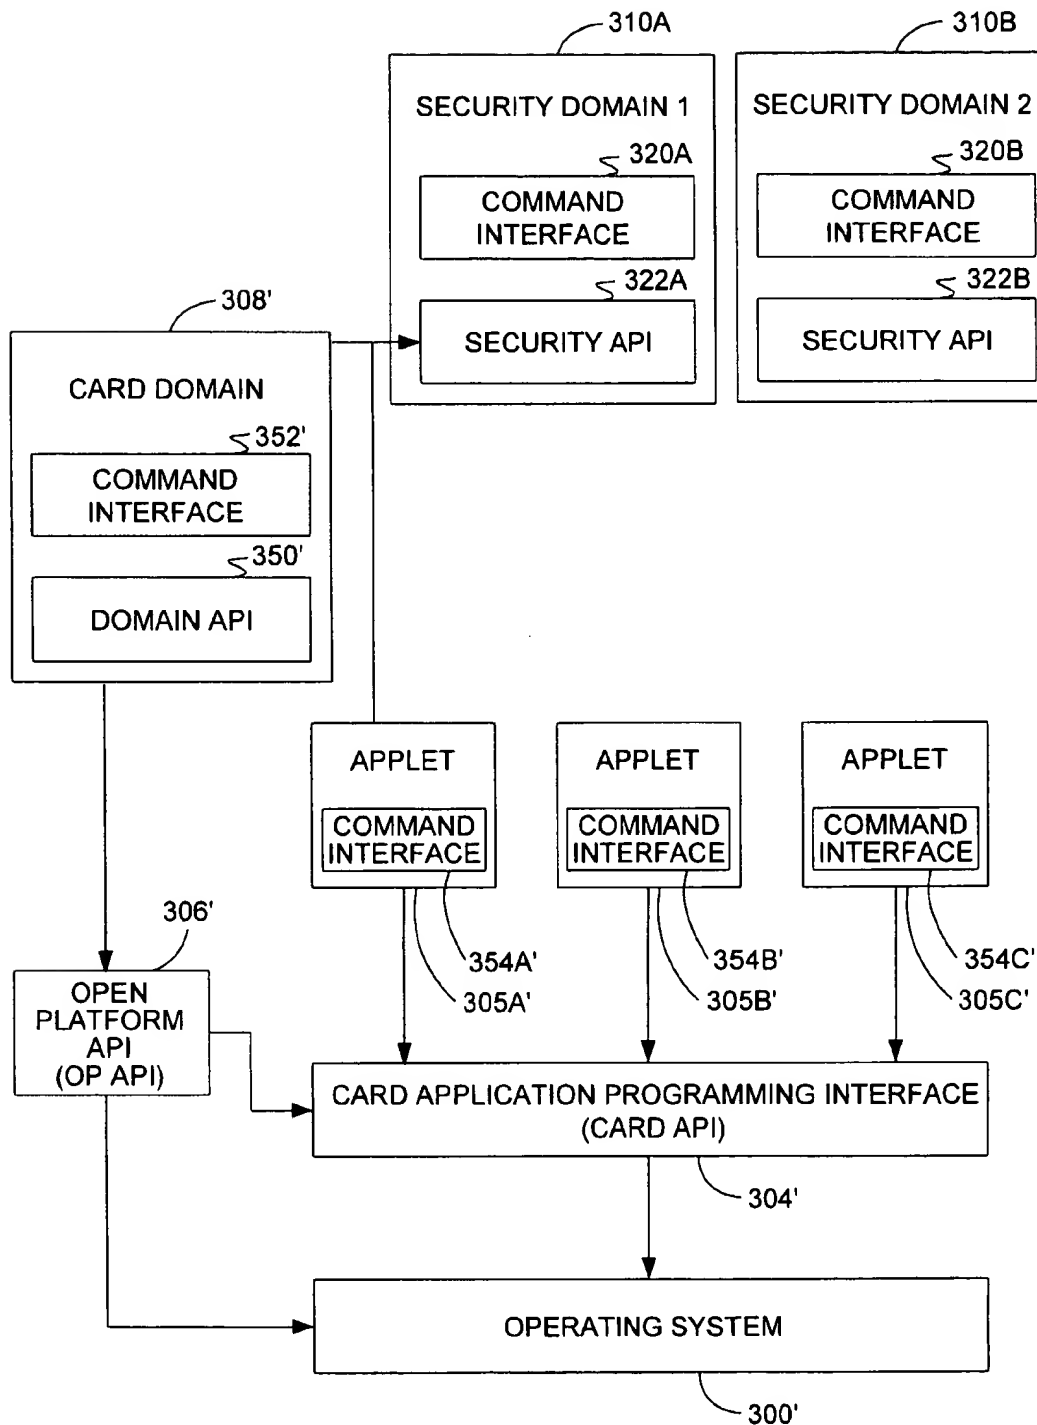 310A
310B
SECURITY DOMAIN 1
SECURITY DOMAIN 2
320A
320B
COMMAND
INTERFACE
COMMAND
INTERFACE
322A
322B
SECURITY API
SECURITY API
308'
CARD DOMAIN
352'
COMMAND
INTERFACE
350'
DOMAIN API
APPLET
APPLET
APPLET
COMMAND
INTERFACE
COMMAND
INTERFACE
COMMAND
INTERFACE
354A'
305A'
354B'
305B'
354C'
305C'
306'
OPEN
PLATFORM
API
(OP API)
CARD APPLICATION PROGRAMMING INTERFACE
(CARD API)
304'
OPERATING SYSTEM
300'